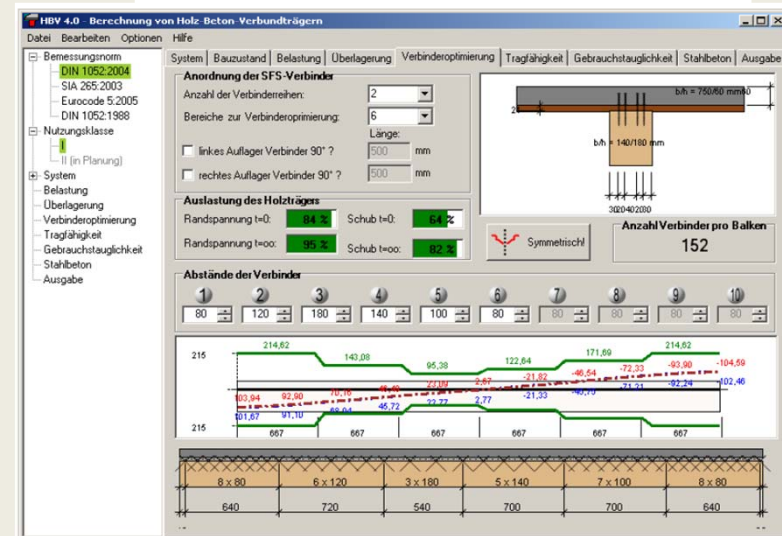 HBV 4.0 - Berechnung von Holz-Beton-Verbundträgern
Datei Bearbeiten Optionen Hilfe
Bemessungsnorm
DIN 1052:2004
SIA 265:2003
Eurocode 5:2005
DIN 1052:1988
Nutzungsklasse
I
II (in Planung)
System
Belastung
Überlagerung
Verbinderoptimierung
Tragfähigkeit
Gebrauchstauglichkeit
Stahlbeton
Ausgabe
System Bauzustand Belastung Überlagerung Verbinderoptimierung Tragfähigkeit Gebrauchstauglichkeit Stahlbeton Ausgabe
Anordnung der SFS-Verbinder
Anzahl der Verbinderreihen: 2
Bereiche zur Verbinderoprimierung: 6
Länge:
linkes Auflager Verbinder 90° ? 500 mm
rechtes Auflager Verbinder 90° ? 500 mm
b/h = 750/60 mm
b/h = 140/180 mm
Auslastung des Holzträgers
Randspannung t=0: 84 % Schub t=0: 64 %
Randspannung t=oo: 95 % Schub t=oo: 82 %
Symmetrisch!
Anzahl Verbinder pro Balken
152
Abstände der Verbinder
1 2 3 4 5 6 7 8 9 10
80 120 180 140 100 80 80 80 80 80
215 214,62 143,08 95,38 122,64 171,69 214,62
103,94 92,90 23,09 2,67 -21,82 -46,54 -72,33 -93,90 -104,59
101,67 91,10 45,72 22,77 2,77 -21,33 -71,31 -92,24 -102,46
215 667 667 667 667 667 667
8 x 80 6 x 120 3 x 180 5 x 140 7 x 100 8 x 80
640 720 540 700 700 640